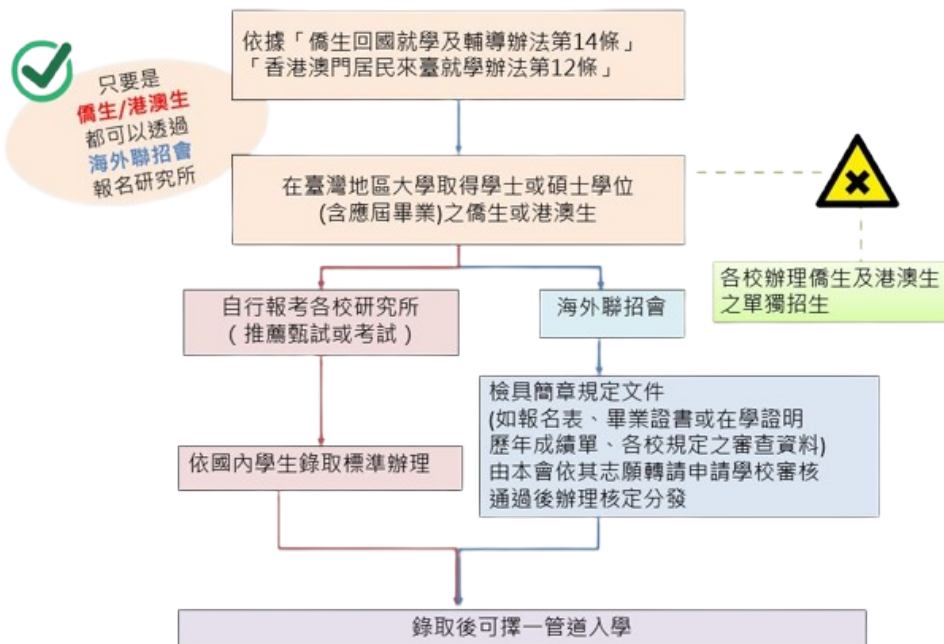 依據「僑生回國就學及輔導辦法第14條」
「香港澳門居民來臺就學辦法第12條」
只要是
僑生/港澳生
都可以透過
海外聯招會
報名研究所
在臺灣地區大學取得學士或碩士學位
(含應屆畢業)之僑生或港澳生
各校辦理僑生及港澳生
之單獨招生
自行報考各校研究所
（推薦甄試或考試）
海外聯招會
檢具簡章規定文件
(如報名表、畢業證書或在學證明
歷年成績單、各校規定之審查資料)
由本會依其志願轉請申請學校審核
通過後辦理核定分發
依國內學生錄取標準辦理
錄取後可擇一管道入學